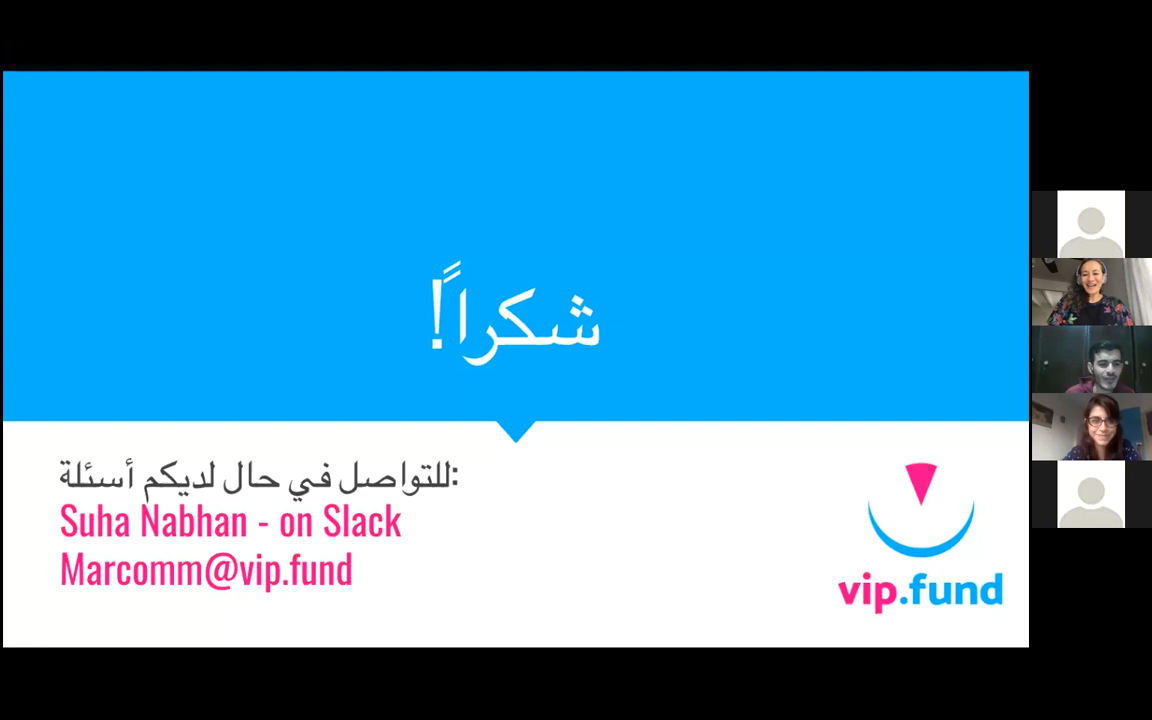 شكراً!
للتواصل في حال لديكم أسئلة:
Suha Nabhan - on Slack
Marcomm@vip.fund
vip.fund